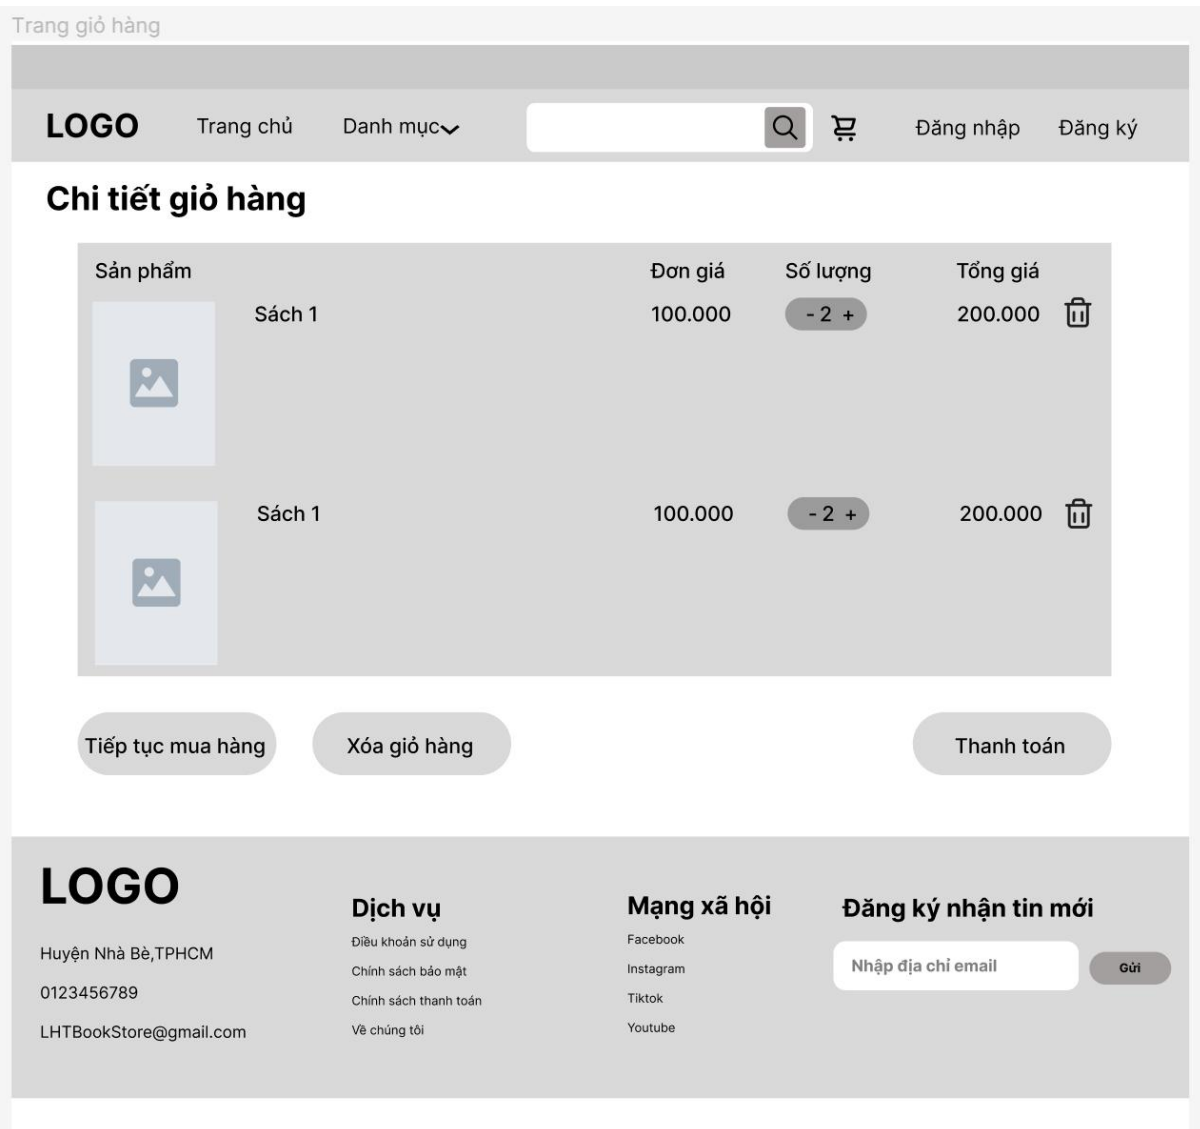 Trang giỏ hàng
LOGO Trang chủ Danh mục Đăng nhập Đăng ký
Chi tiết giỏ hàng
Sản phẩm Đơn giá Số lượng Tổng giá
Sách 1 100.000 - 2 + 200.000
Sách 1 100.000 - 2 + 200.000
Tiếp tục mua hàng Xóa giỏ hàng Thanh toán
LOGO
Huyện Nhà Bè,TPHCM
0123456789
LHTBookStore@gmail.com
Dịch vụ
Điều khoản sử dụng
Chính sách bảo mật
Chính sách thanh toán
Về chúng tôi
Mạng xã hội
Facebook
Instagram
Tiktok
Youtube
Đăng ký nhận tin mới
Nhập địa chỉ email Gửi